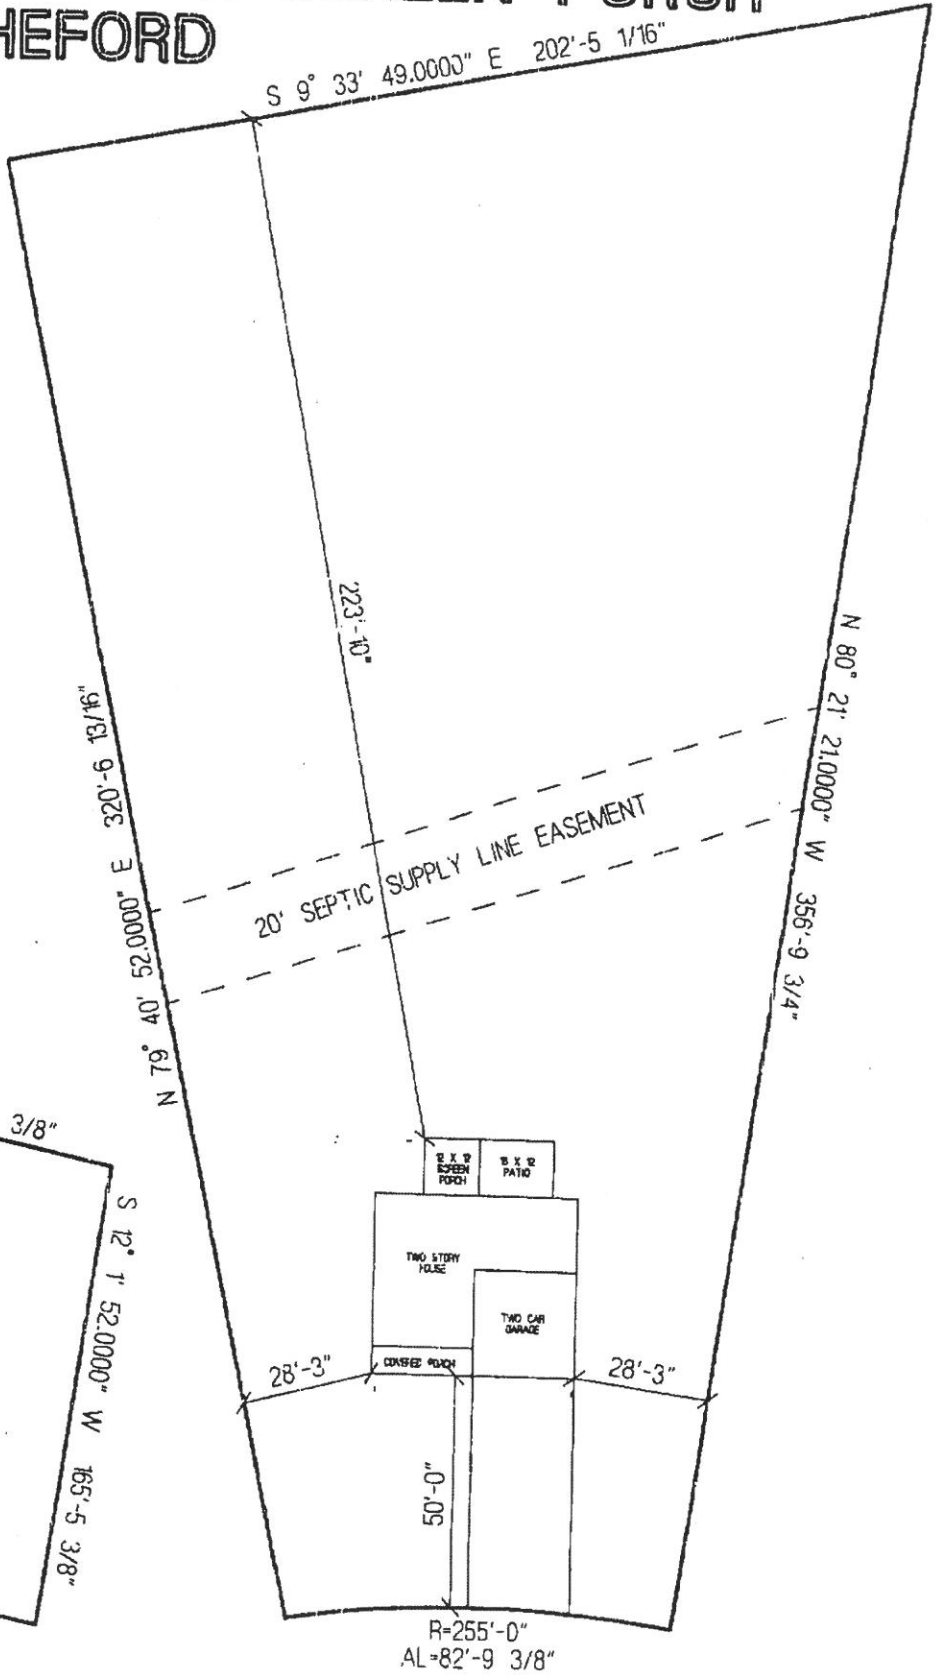 PORCH
HEFORD
S 9° 33' 49.0000" E 202'-5 1/16"
223'-10"
N 80° 21' 21.0000" W 356'-9 3/4"
N 79° 40' 52.0000" E 320'-6 13/16"
20' SEPTIC SUPPLY LINE EASEMENT
3/8"
S 12° 1' 52.0000" W 165'-5 3/8"
12 X 12
SCREEN
PORCH
15 X 12
PATIO
TWO STORY
HOUSE
TWO CAR
GARAGE
COVERED PORCH
28'-3"
28'-3"
50'-0"
R=255'-0"
AL=82'-9 3/8"